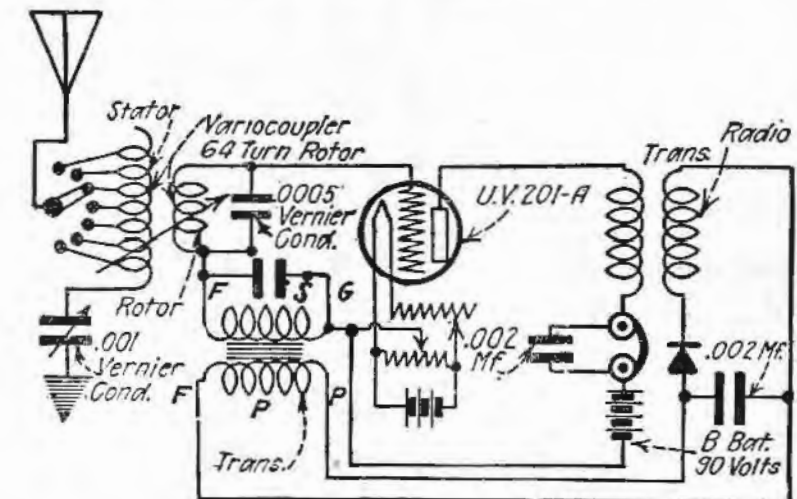 Stator
Variocoupler
64 Turn Rotor
Radio
Trans.
.0005
Vernier
Cond.
U.V. 201-A
Rotor
F
S
G
.001
Vernier
Cond.
.002
Mf.
.002 Mf.
F
P
P
Trans.
B Bat.
90 Volts